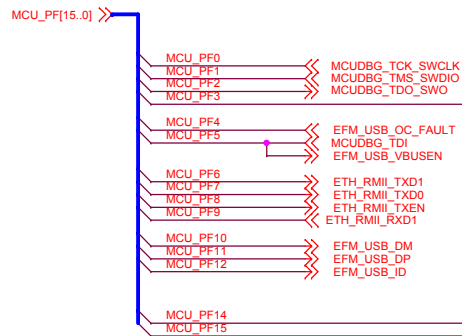 MCU_PF[15..0]
MCU_PF0 MCUDBG_TCK_SWCLK
MCU_PF1 MCUDBG_TMS_SWDIO
MCU_PF2 MCUDBG_TDO_SWO
MCU_PF3
MCU_PF4 EFM_USB_OC_FAULT
MCU_PF5 MCUDBG_TDI
EFM_USB_VBUSEN
MCU_PF6 ETH_RMII_TXD1
MCU_PF7 ETH_RMII_TXD0
MCU_PF8 ETH_RMII_TXEN
MCU_PF9 ETH_RMII_RXD1
MCU_PF10 EFM_USB_DM
MCU_PF11 EFM_USB_DP
MCU_PF12 EFM_USB_ID
MCU_PF14
MCU_PF15